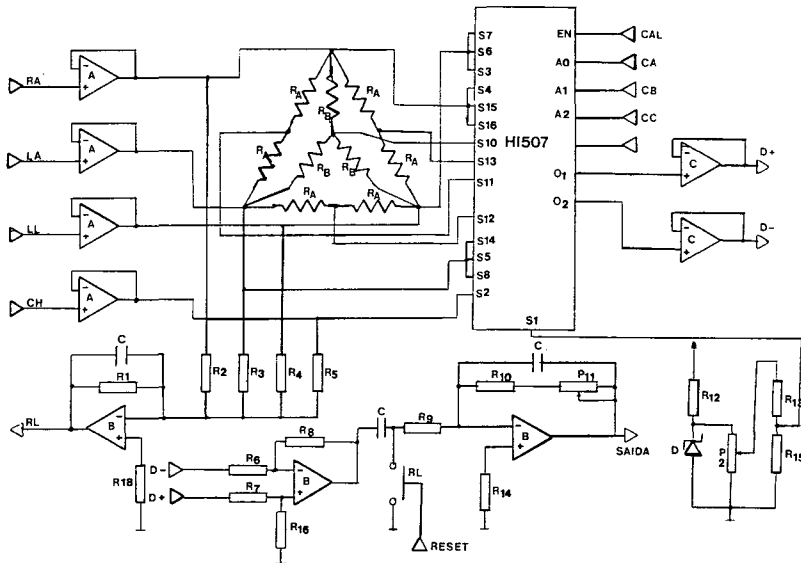 RA
LA
LL
CH
A
A
A
A
RA
RA
RB
RA
RB
RB
RA
RA
RA
S7
S6
S3
S4
S15
S16
S10
S13
S11
S12
S14
S5
S8
S2
S1
HI507
EN
A0
A1
A2
O1
O2
CAL
CA
CB
CC
C
D+
C
D-
C
R1
R2
R3
R4
R5
RL
B
R18
D-
D+
R6
R7
R8
B
R16
C
RL
RESET
R9
C
R10
P11
B
R14
SAIDA
R12
D
P2
R13
R15